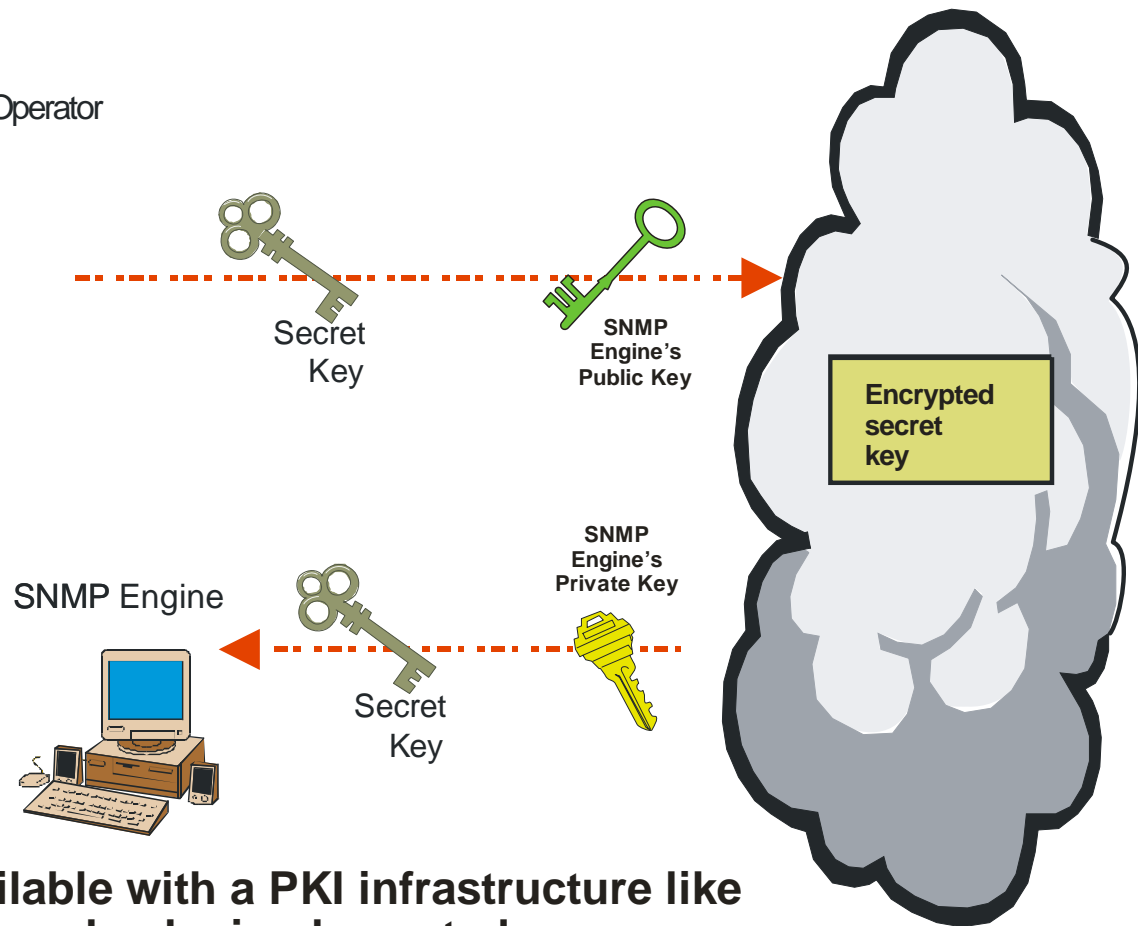 Operator
Secret
Key
SNMP
Engine's
Public Key
Encrypted
secret
key
SNMP
Engine's
Private Key
SNMP Engine
Secret
Key
ilable with a PKI infrastructure like